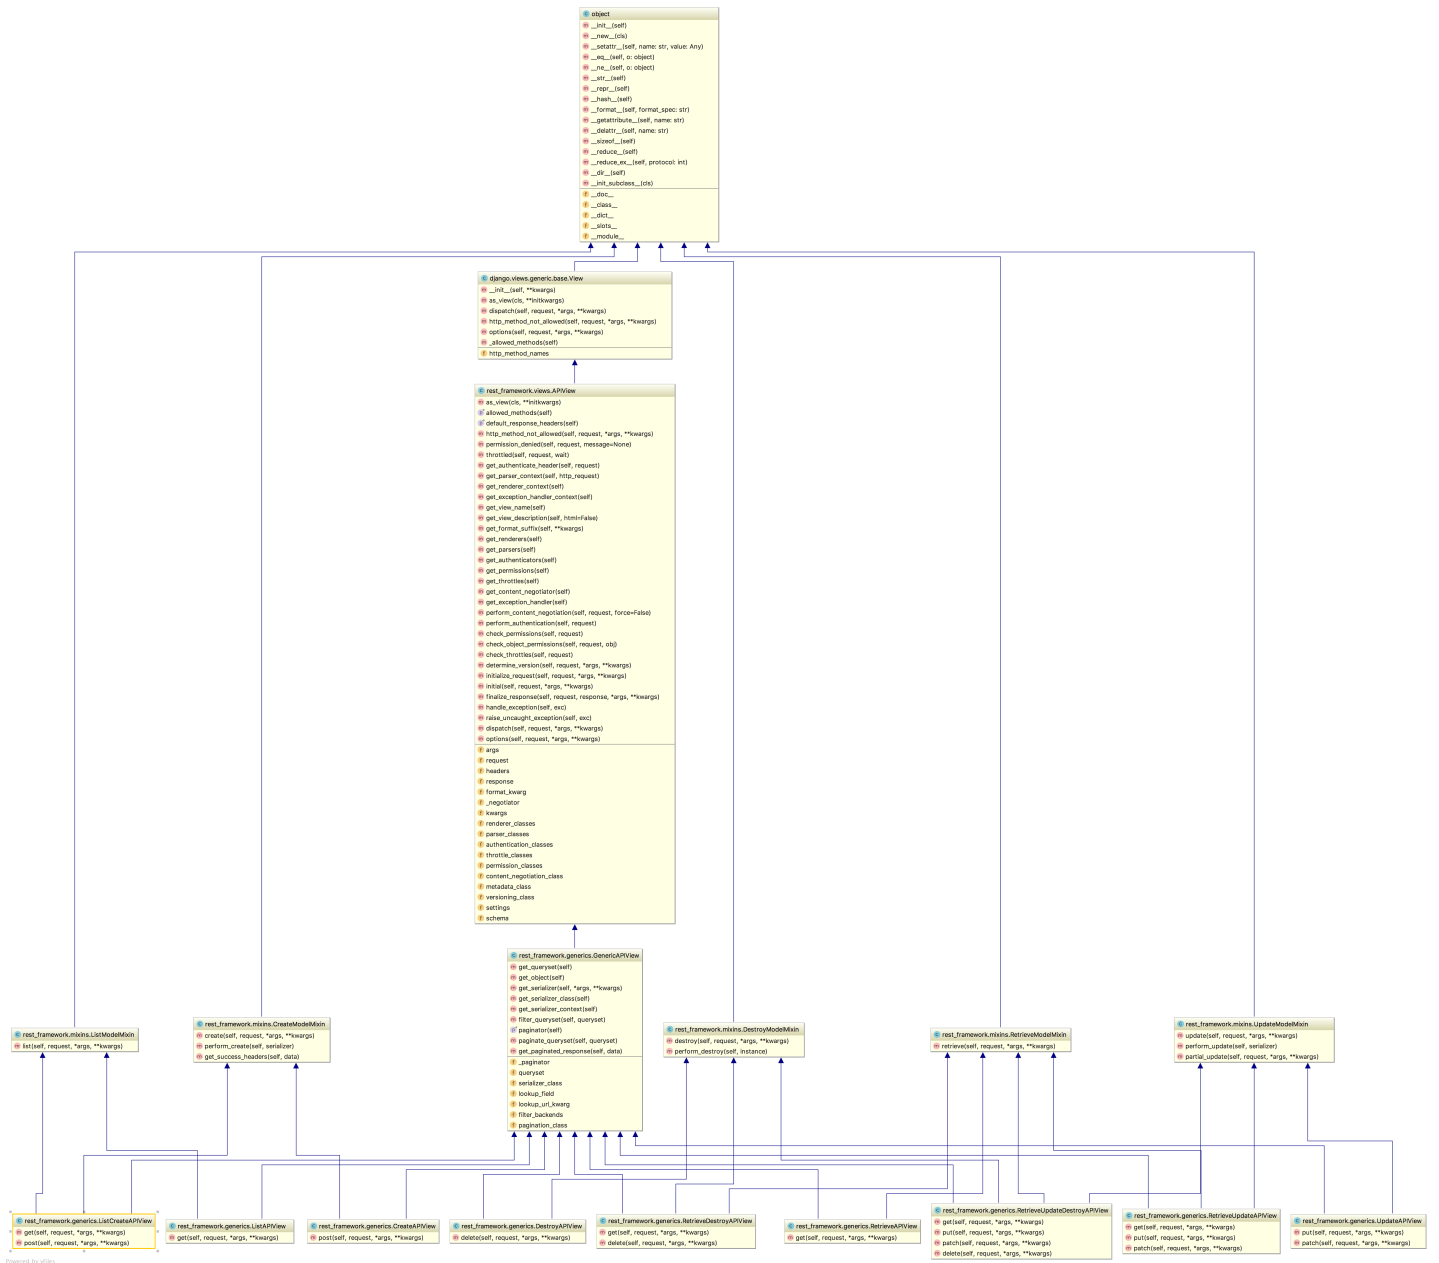 object
__init__(self)
__new__(cls)
__setattr__(self, name: str, value: Any)
__eq__(self, o: object)
__ne__(self, o: object)
__str__(self)
__repr__(self)
__hash__(self)
__format__(self, format_spec: str)
__getattribute__(self, name: str)
__delattr__(self, name: str)
__sizeof__(self)
__reduce__(self)
__reduce_ex__(self, protocol: int)
__dir__(self)
__init_subclass__(cls)
__doc__
__class__
__dict__
__slots__
__module__
django.views.generic.base.View
__init__(self, **kwargs)
as_view(cls, **initkwargs)
dispatch(self, request, *args, **kwargs)
http_method_not_allowed(self, request, *args, **kwargs)
options(self, request, *args, **kwargs)
_allowed_methods(self)
http_method_names
rest_framework.views.APIView
as_view(cls, **initkwargs)
allowed_methods(self)
default_response_headers(self)
http_method_not_allowed(self, request, *args, **kwargs)
permission_denied(self, request, message=None)
throttled(self, request, wait)
get_authenticate_header(self, request)
get_parser_context(self, http_request)
get_renderer_context(self)
get_exception_handler_context(self)
get_view_name(self)
get_view_description(self, html=False)
get_format_suffix(self, **kwargs)
get_renderers(self)
get_parsers(self)
get_authenticators(self)
get_permissions(self)
get_throttles(self)
get_content_negotiator(self)
get_exception_handler(self)
perform_content_negotiation(self, request, force=False)
perform_authentication(self, request)
check_permissions(self, request)
check_object_permissions(self, request, obj)
check_throttles(self, request)
determine_version(self, request, *args, **kwargs)
initialize_request(self, request, *args, **kwargs)
initial(self, request, *args, **kwargs)
finalize_response(self, request, response, *args, **kwargs)
handle_exception(self, exc)
raise_uncaught_exception(self, exc)
dispatch(self, request, *args, **kwargs)
options(self, request, *args, **kwargs)
args
request
headers
response
format_kwarg
_negotiator
kwargs
renderer_classes
parser_classes
authentication_classes
throttle_classes
permission_classes
content_negotiation_class
metadata_class
versioning_class
settings
schema
rest_framework.generics.GenericAPIView
get_queryset(self)
get_object(self)
get_serializer(self, *args, **kwargs)
get_serializer_class(self)
get_serializer_context(self)
filter_queryset(self, queryset)
paginator(self)
paginate_queryset(self, queryset)
get_paginated_response(self, data)
_paginator
queryset
serializer_class
lookup_field
lookup_url_kwarg
filter_backends
pagination_class
rest_framework.mixins.ListModelMixin
list(self, request, *args, **kwargs)
rest_framework.mixins.CreateModelMixin
create(self, request, *args, **kwargs)
perform_create(self, serializer)
get_success_headers(self, data)
rest_framework.mixins.DestroyModelMixin
destroy(self, request, *args, **kwargs)
perform_destroy(self, instance)
rest_framework.mixins.RetrieveModelMixin
retrieve(self, request, *args, **kwargs)
rest_framework.mixins.UpdateModelMixin
update(self, request, *args, **kwargs)
perform_update(self, serializer)
partial_update(self, request, *args, **kwargs)
rest_framework.generics.ListCreateAPIView
get(self, request, *args, **kwargs)
post(self, request, *args, **kwargs)
rest_framework.generics.ListAPIView
get(self, request, *args, **kwargs)
rest_framework.generics.CreateAPIView
post(self, request, *args, **kwargs)
rest_framework.generics.DestroyAPIView
delete(self, request, *args, **kwargs)
rest_framework.generics.RetrieveDestroyAPIView
get(self, request, *args, **kwargs)
delete(self, request, *args, **kwargs)
rest_framework.generics.RetrieveAPIView
get(self, request, *args, **kwargs)
rest_framework.generics.RetrieveUpdateDestroyAPIView
get(self, request, *args, **kwargs)
put(self, request, *args, **kwargs)
patch(self, request, *args, **kwargs)
delete(self, request, *args, **kwargs)
rest_framework.generics.RetrieveUpdateAPIView
get(self, request, *args, **kwargs)
put(self, request, *args, **kwargs)
patch(self, request, *args, **kwargs)
rest_framework.generics.UpdateAPIView
put(self, request, *args, **kwargs)
patch(self, request, *args, **kwargs)
Powered by yFiles